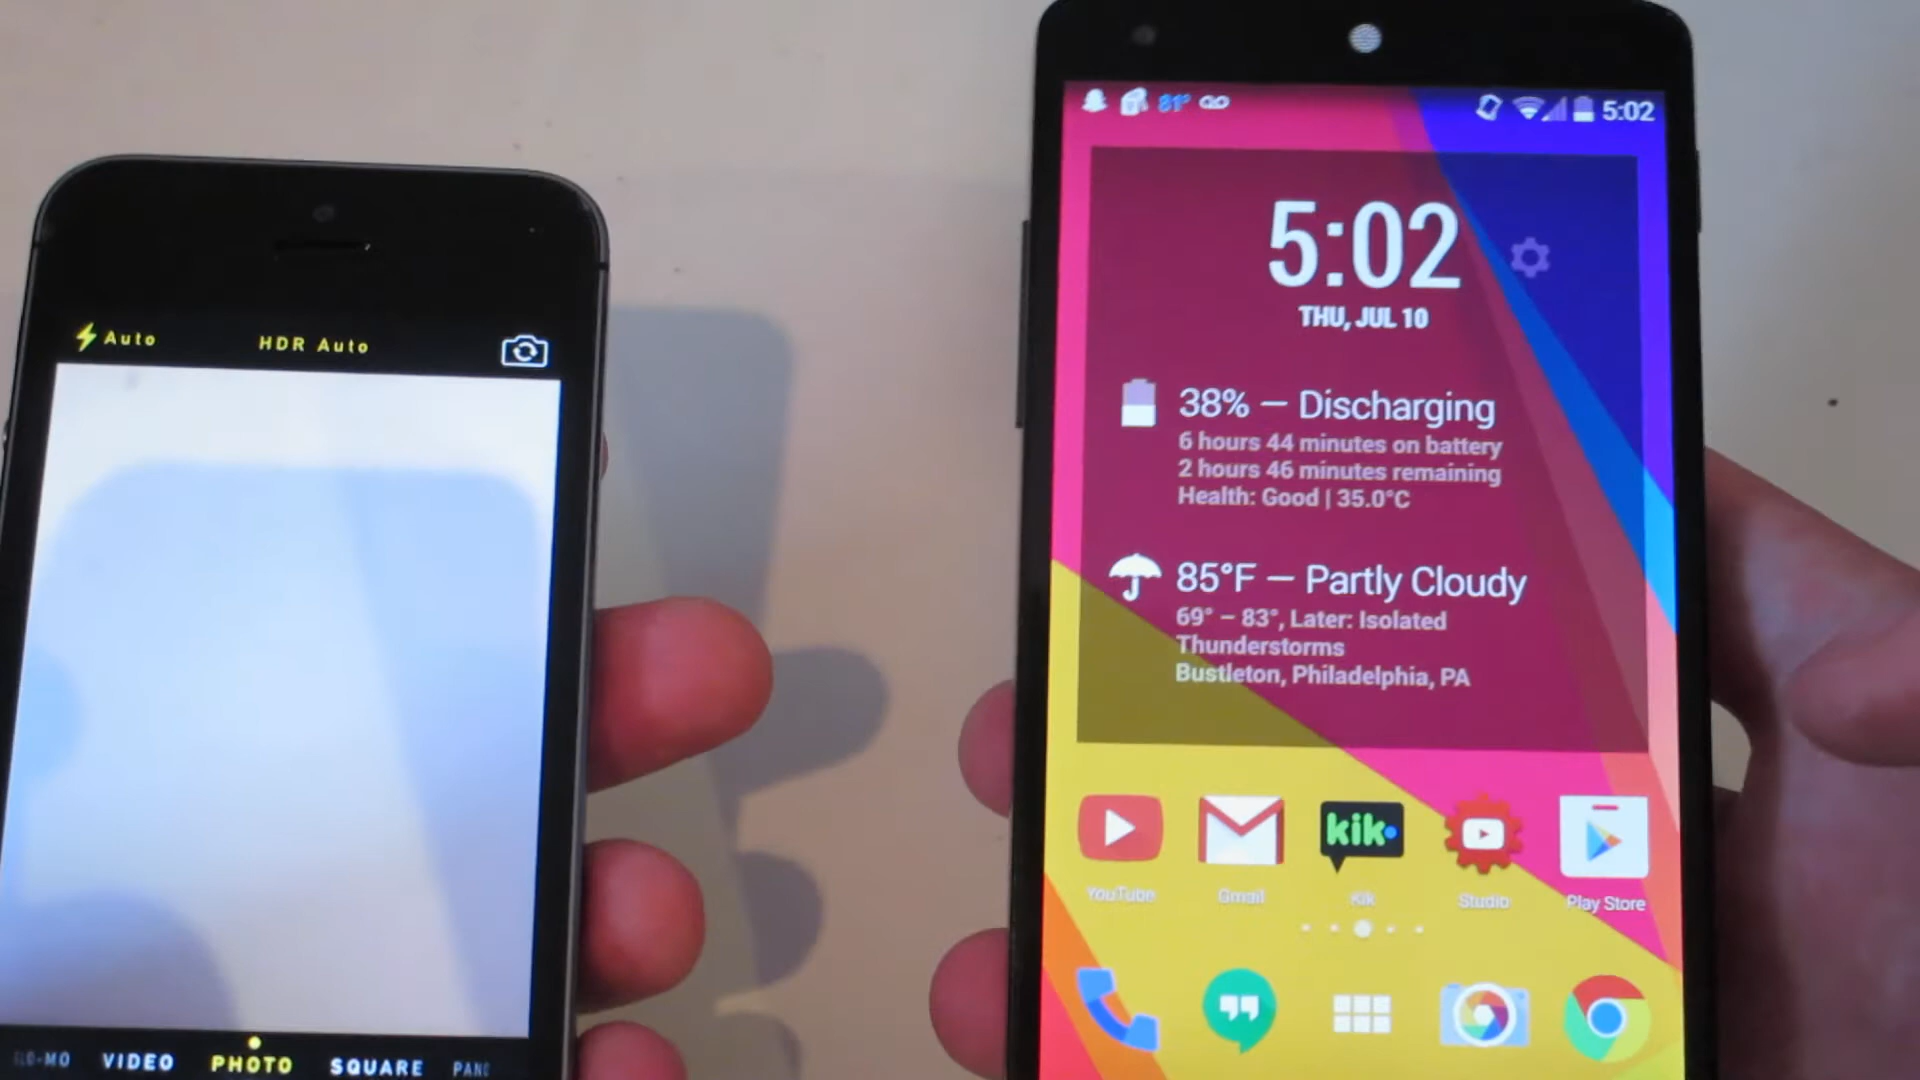 Auto
HDR Auto
VIDEO
PHOTO
SQUARE
81°
5:02
5:02
THU, JUL 10
38% — Discharging
6 hours 44 minutes on battery
2 hours 46 minutes remaining
Health: Good | 35.0°C
85°F — Partly Cloudy
69° – 83°, Later: Isolated
Thunderstorms
Bustleton, Philadelphia, PA
kik
YouTube
Gmail
Kik
Studio
Play Store